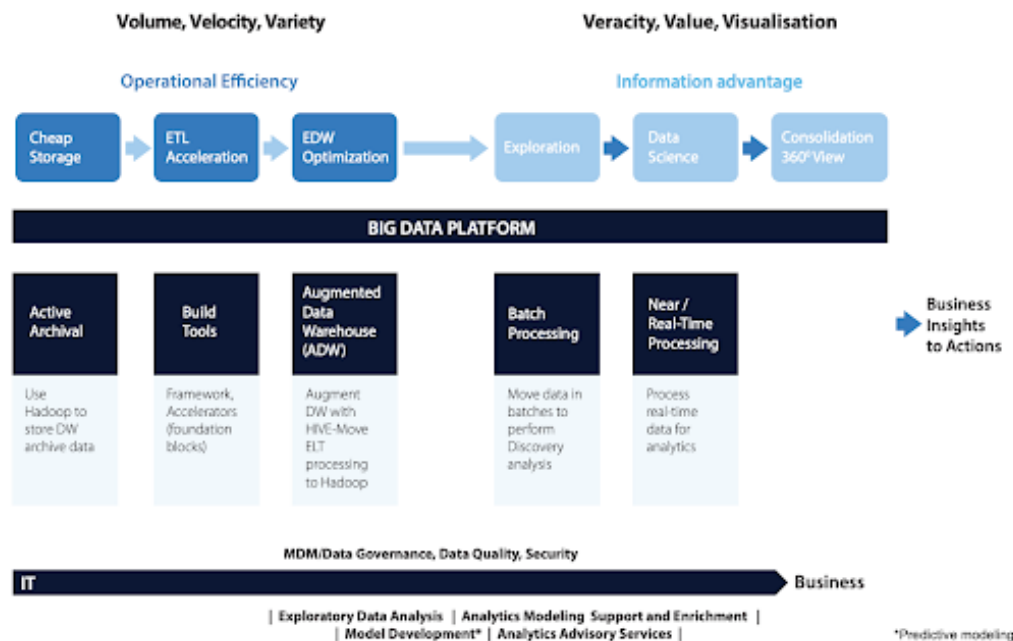 Volume, Velocity, Variety
Veracity, Value, Visualisation
Operational Efficiency
Information advantage
Cheap
Storage
ETL
Acceleration
EDW
Optimization
Exploration
Data
Science
Consolidation
360° View
BIG DATA PLATFORM
Active
Archival
Build
Tools
Augmented
Data
Warehouse
(ADW)
Batch
Processing
Near /
Real-Time
Processing
Business
Insights
to Actions
Use
Hadoop to
store DW
archive data
Framework,
Accelerators
(foundation
blocks)
Augment
DW with
HIVE-Move
ELT
processing
to Hadoop
Move data in
batches to
perform
Discovery
analysis
Process
real-time
data for
analytics
MDM/Data Governance, Data Quality, Security
IT
Business
| Exploratory Data Analysis | Analytics Modeling Support and Enrichment |
| Model Development* | Analytics Advisory Services |
*Predictive modeling